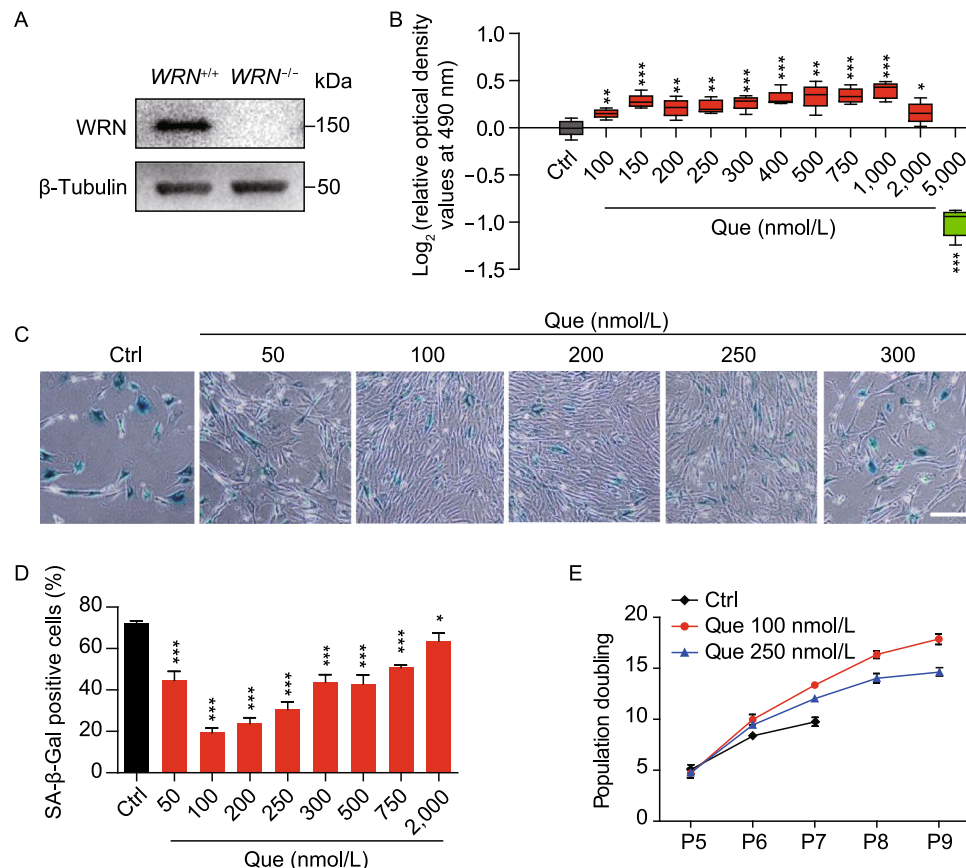 A
WRN+/+ WRN−/− kDa
WRN
150
β-Tubulin
50
B
Log2 (relative optical density
values at 490 nm)
1.0
0.5
0.0
−0.5
−1.0
−1.5
** *** ** ** *** *** ** *** *** * ***
Ctrl 100 150 200 250 300 400 500 750 1,000 2,000 5,000
Que (nmol/L)
C
Que (nmol/L)
Ctrl 50 100 200 250 300
D
SA-β-Gal positive cells (%)
80
60
40
20
0
*** *** *** *** *** *** *** *
Ctrl 50 100 200 250 300 500 750 2,000
Que (nmol/L)
E
Ctrl
Que 100 nmol/L
Que 250 nmol/L
Population doubling
20
15
10
5
0
P5 P6 P7 P8 P9